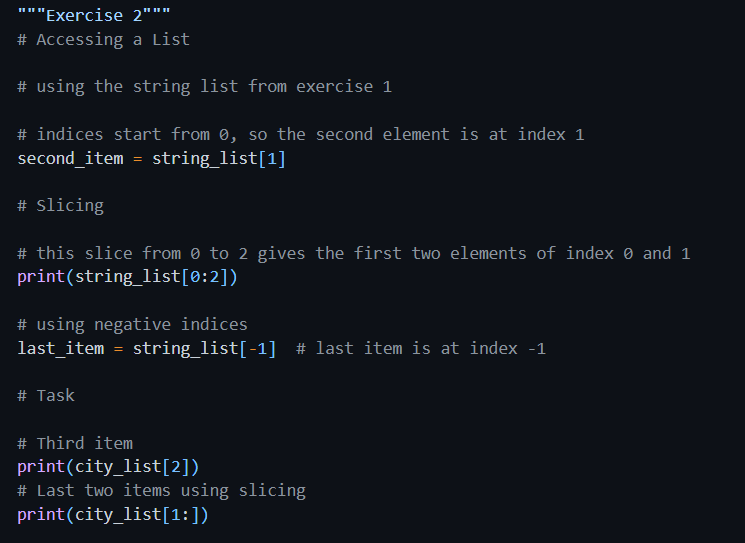 """Exercise 2"""
# Accessing a List
# using the string list from exercise 1
# indices start from 0, so the second element is at index 1
second_item = string_list[1]
# Slicing
# this slice from 0 to 2 gives the first two elements of index 0 and 1
print(string_list[0:2])
# using negative indices
last_item = string_list[-1]  # last item is at index -1
# Task
# Third item
print(city_list[2])
# Last two items using slicing
print(city_list[1:])